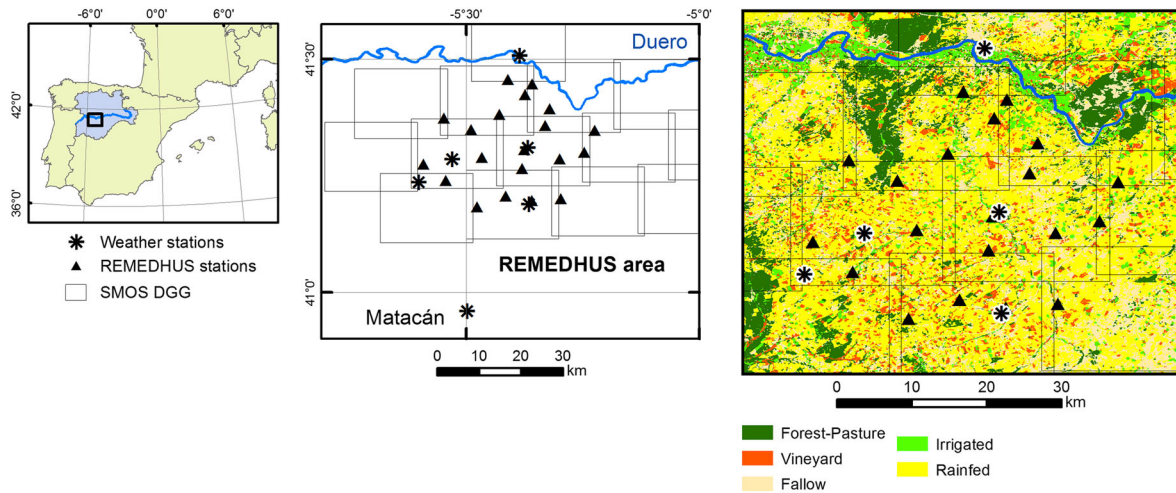 -6°0' 0°0' 6°0'
42°0'
36°0'
Weather stations
REMEDHUS stations
SMOS DGG
-5°30' -5°0'
41°30'
Duero
REMEDHUS area
41°0'
Matacán
0 10 20 30
km
0 10 20 30
km
Forest-Pasture
Vineyard
Fallow
Irrigated
Rainfed